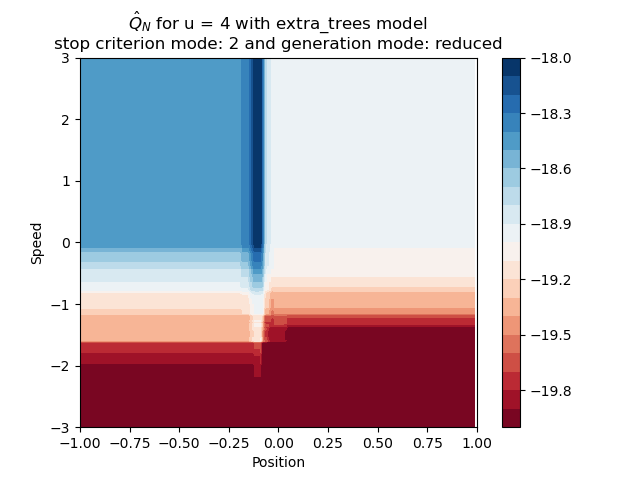 $\hat{Q}_N$ for u = 4 with extra_trees model
stop criterion mode: 2 and generation mode: reduced
3
2
1
0
−1
−2
−3
Speed
−1.00 −0.75 −0.50 −0.25 0.00 0.25 0.50 0.75 1.00
Position
−18.0
−18.3
−18.6
−18.9
−19.2
−19.5
−19.8